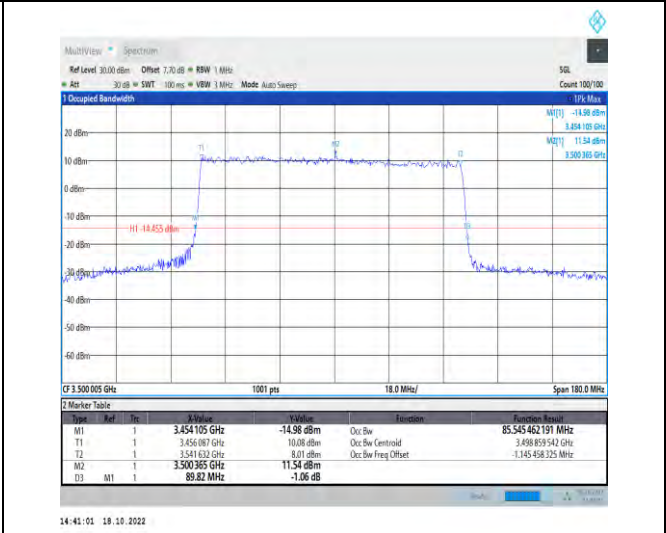 MultiView Spectrum
Ref Level 30.00 dBm Offset 7.70 dB RBW 1 MHz SGL
Att 30 dB SWT 100 ms VBW 3 MHz Mode Auto Sweep Count 100/100
1 Occupied Bandwidth 1Pk Max
M1[1] -14.98 dBm
3.454 105 GHz
20 dBm
M2[1] 11.54 dBm
3.500 365 GHz
T1 M2 T2
10 dBm
0 dBm
-10 dBm
H1 -14.455 dBm
-30 dBm
-40 dBm
-50 dBm
-60 dBm
CF 3.500 005 GHz 1001 pts 18.0 MHz/ Span 180.0 MHz
2 Marker Table
Type Ref Trc X-Value Y-Value Function Function Result
M1 1 3.454 105 GHz -14.98 dBm Occ Bw 85.545 462 191 MHz
T1 1 3.456 087 GHz 10.08 dBm Occ Bw Centroid 3.498 859 542 GHz
T2 1 3.541 632 GHz 8.01 dBm Occ Bw Freq Offset -1.145 458 325 MHz
M2 1 3.500 365 GHz 11.54 dBm
D3 M1 1 89.82 MHz -1.06 dB
14:41:01 18.10.2022